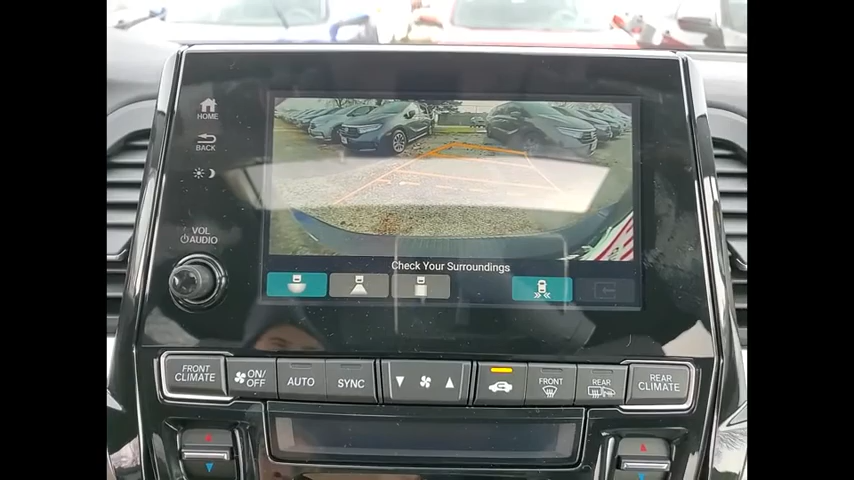 HOME
BACK
VOL
AUDIO
Check Your Surroundings
FRONT
CLIMATE
ON/
OFF
AUTO
SYNC
FRONT
REAR
REAR
CLIMATE